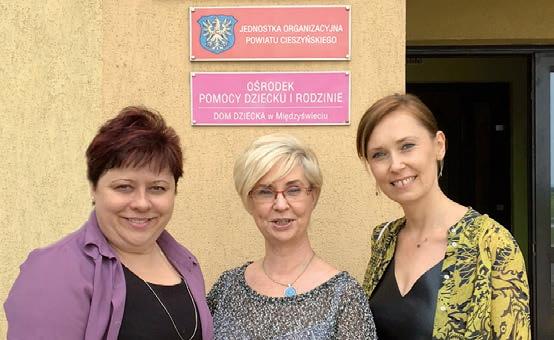 JEDNOSTKA ORGANIZACYJNA
POWIATU CIESZYŃSKIEGO
OŚRODEK
POMOCY DZIECKU I RODZINIE
DOM DZIECKA w Międzyświeciu